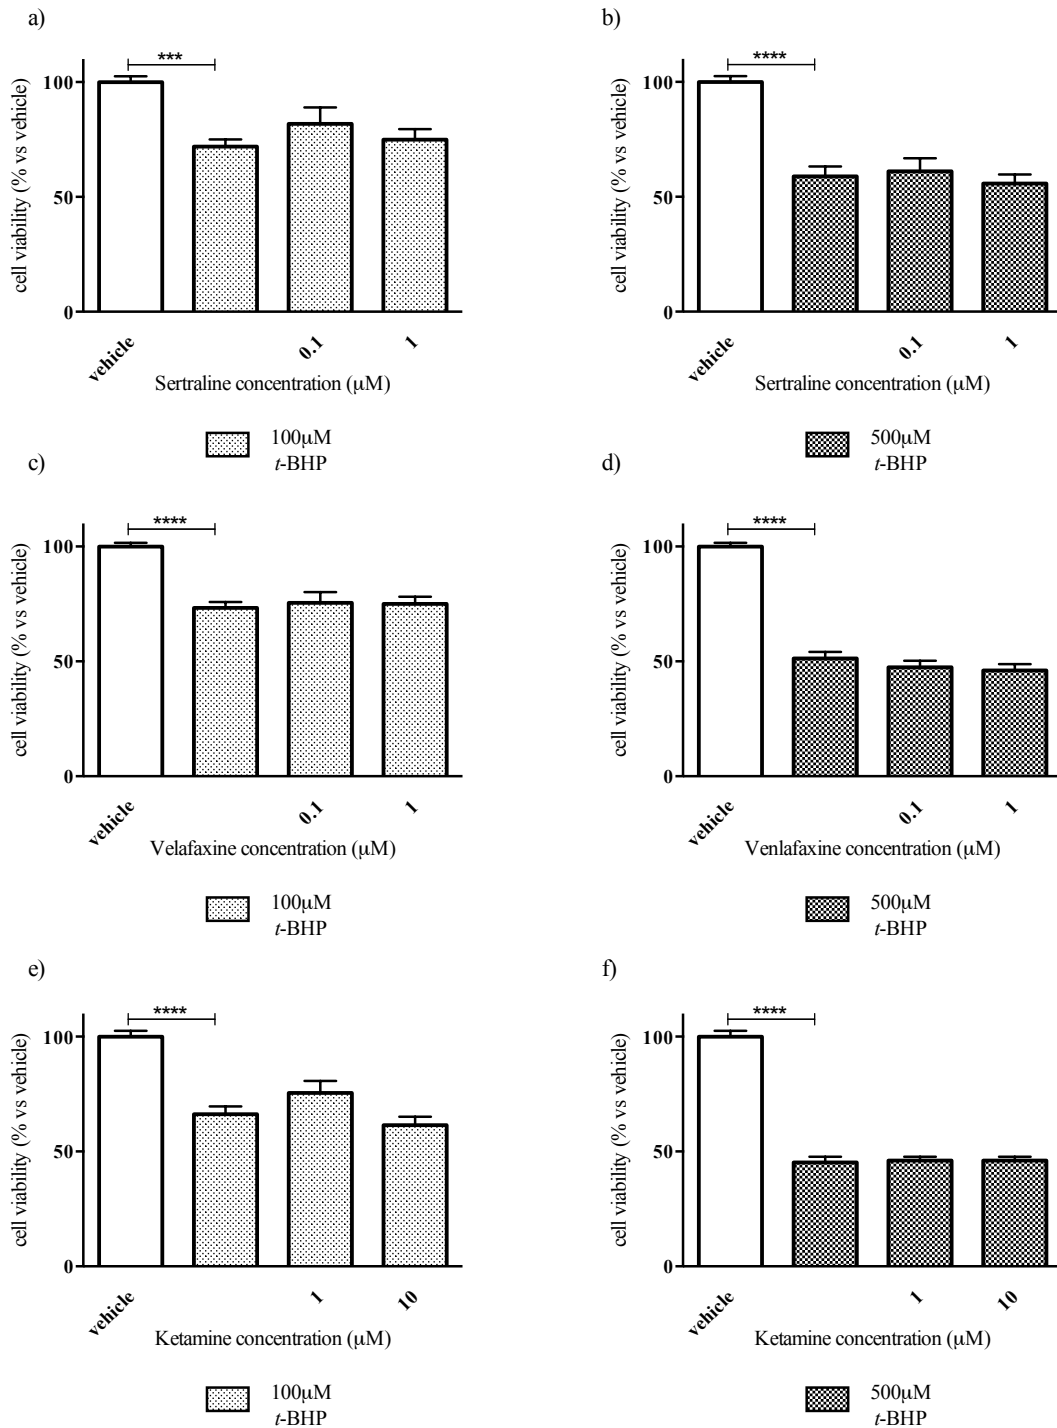 a)
***
100
50
0
cell viability (% vs vehicle)
vehicle
0.1
1
Sertraline concentration (μM)
100μM
t-BHP
b)
****
100
50
0
cell viability (% vs vehicle)
vehicle
0.1
1
Sertraline concentration (μM)
500μM
t-BHP
c)
****
100
50
0
cell viability (% vs vehicle)
vehicle
0.1
1
Velafaxine concentration (μM)
100μM
t-BHP
d)
****
100
50
0
cell viability (% vs vehicle)
vehicle
0.1
1
Venlafaxine concentration (μM)
500μM
t-BHP
e)
****
100
50
0
cell viability (% vs vehicle)
vehicle
1
10
Ketamine concentration (μM)
100μM
t-BHP
f)
****
100
50
0
cell viability (% vs vehicle)
vehicle
1
10
Ketamine concentration (μM)
500μM
t-BHP